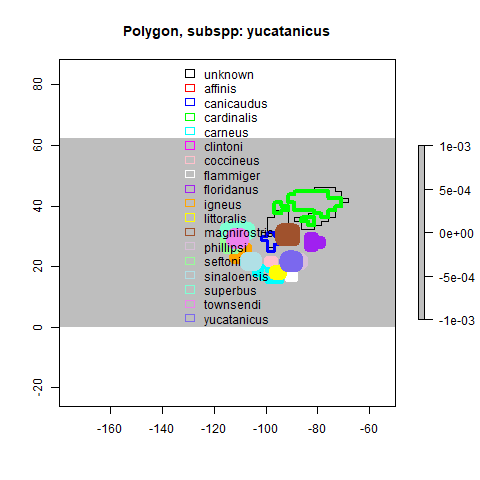 Polygon, subspp: yucatanicus
unknown
affinis
canicaudus
cardinalis
carneus
clintoni
coccineus
flammiger
floridanus
igneus
littoralis
magnirostris
phillipsi
seftoni
sinaloensis
superbus
townsendi
yucatanicus
80
60
40
20
0
-20
-160
-140
-120
-100
-80
-60
1e-03
5e-04
0e+00
-5e-04
-1e-03